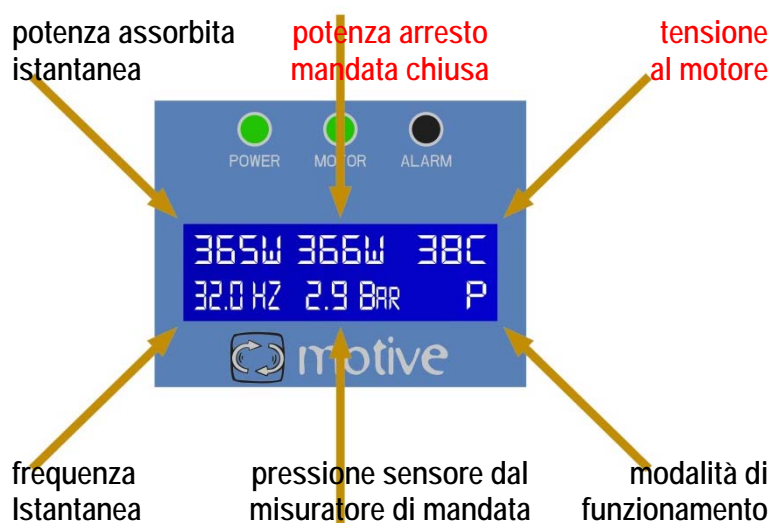 potenza assorbita
istantanea
potenza arresto
mandata chiusa
tensione
al motore
POWER MOTOR ALARM
365W 366W 38C
32.0 HZ 2.9 BAR P
motive
frequenza
Istantanea
pressione sensore dal
misuratore di mandata
modalità di
funzionamento